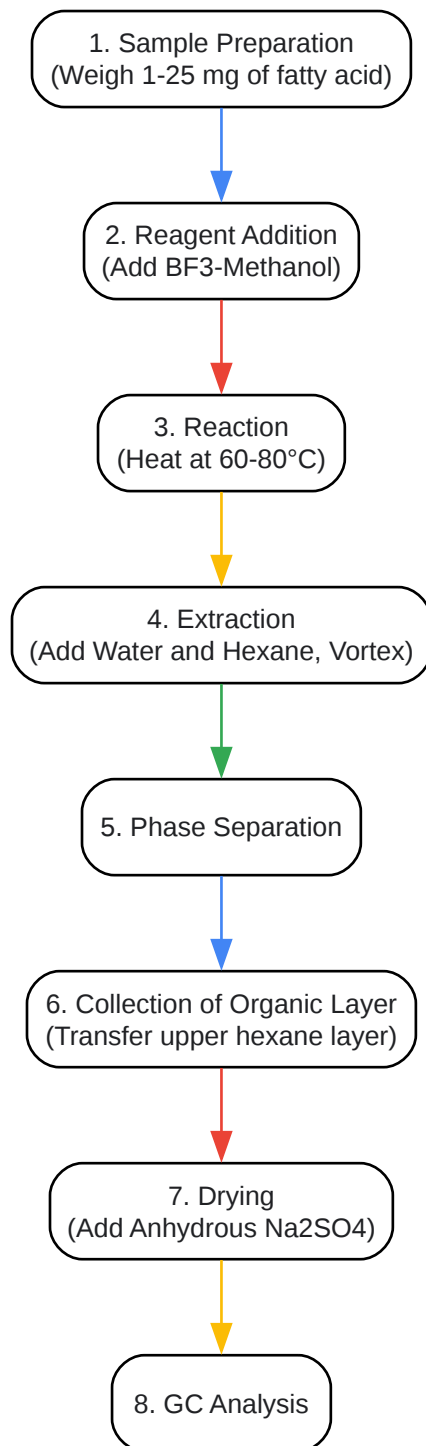 1. Sample Preparation
(Weigh 1-25 mg of fatty acid)
2. Reagent Addition
(Add BF3-Methanol)
3. Reaction
(Heat at 60-80°C)
4. Extraction
(Add Water and Hexane, Vortex)
5. Phase Separation
6. Collection of Organic Layer
(Transfer upper hexane layer)
7. Drying
(Add Anhydrous Na2SO4)
8. GC Analysis